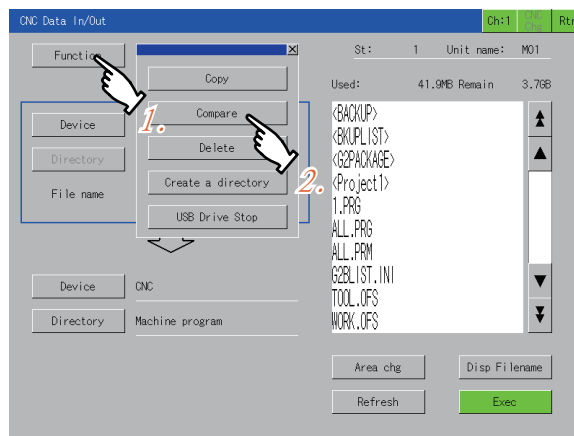 CNC Data In/Out
Ch:1
CNC Chg
Rtr
Function
St: 1 Unit name: M01
Used: 41.9MB Remain 3.7GB
Copy
Compare
Delete
Create a directory
USB Drive Stop
1.
2.
Device
Directory
File name
<BACKUP>
<BKUPLIST>
<G2PACKAGE>
<Project1>
1.PRG
ALL.PRG
ALL.PRM
G2BLIST.INI
TOOL.OFS
WORK.OFS
Device CNC
Directory Machine program
Area chg
Disp Filename
Refresh
Exec